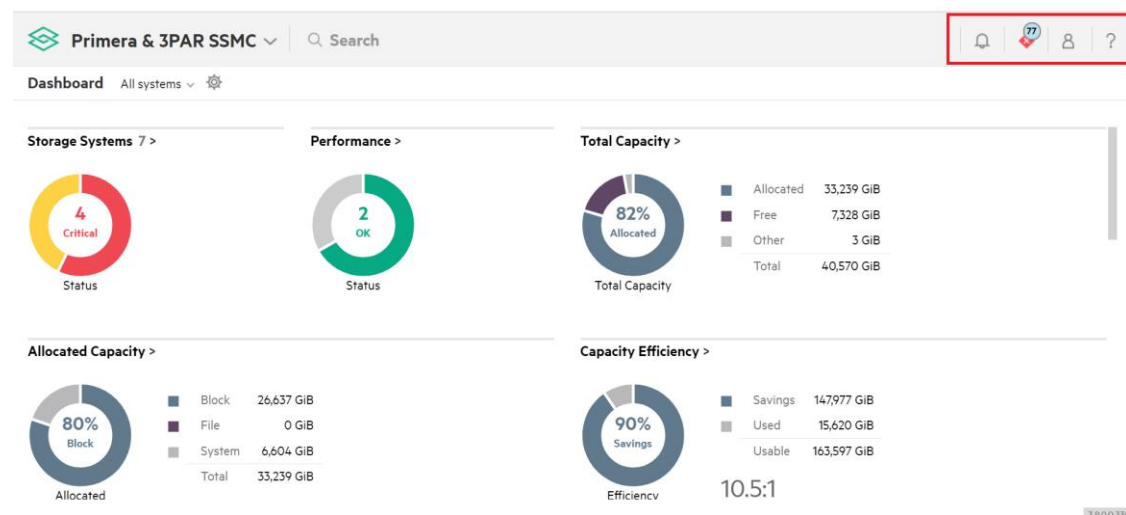 Primera & 3PAR SSMC Search 77 ?
Dashboard All systems
Storage Systems 7 >
4
Critical
Status
Performance >
2
OK
Status
Total Capacity >
82%
Allocated
Total Capacity
Allocated 33,239 GiB
Free 7,328 GiB
Other 3 GiB
Total 40,570 GiB
Allocated Capacity >
80%
Block
Allocated
Block 26,637 GiB
File 0 GiB
System 6,604 GiB
Total 33,239 GiB
Capacity Efficiency >
90%
Savings
Efficiency
Savings 147,977 GiB
Used 15,620 GiB
Usable 163,597 GiB
10.5:1